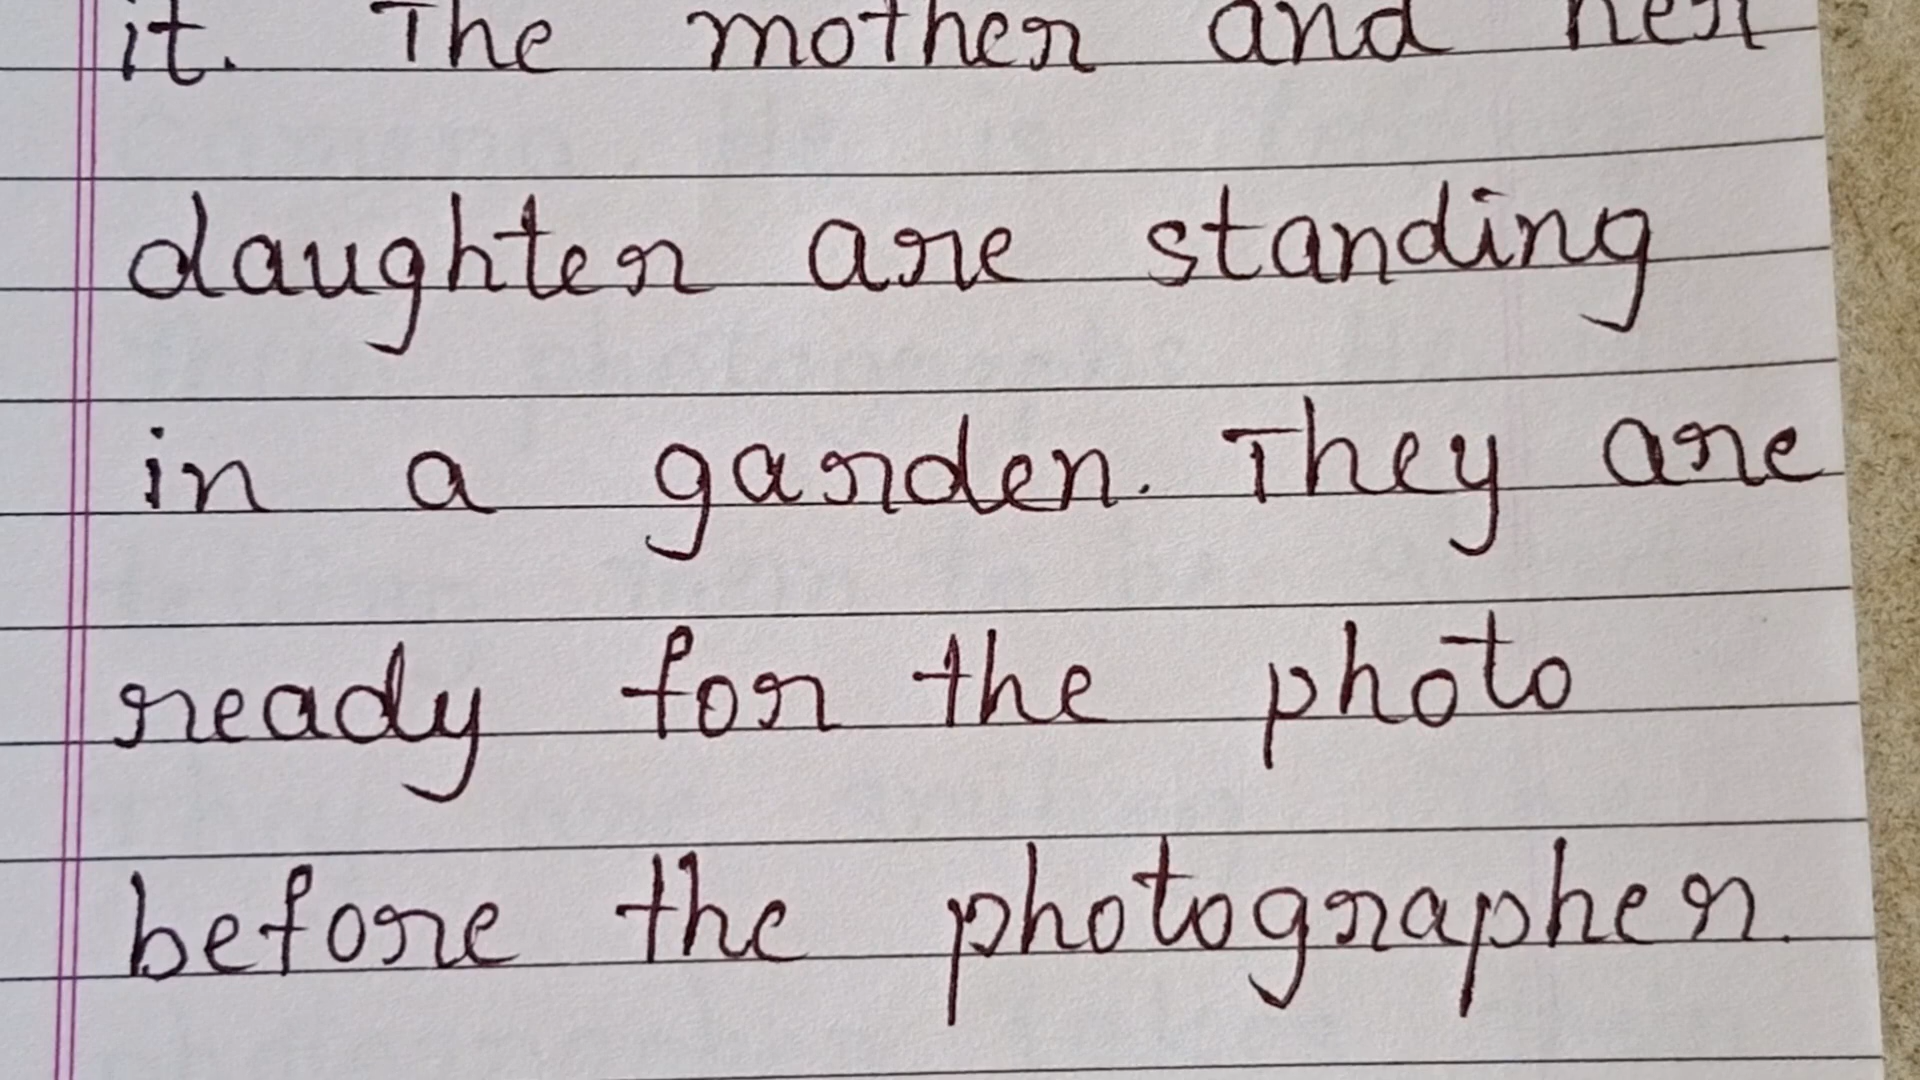 it. The mother and her
daughter are standing
in a garden. They are
ready for the photo
before the photographer.